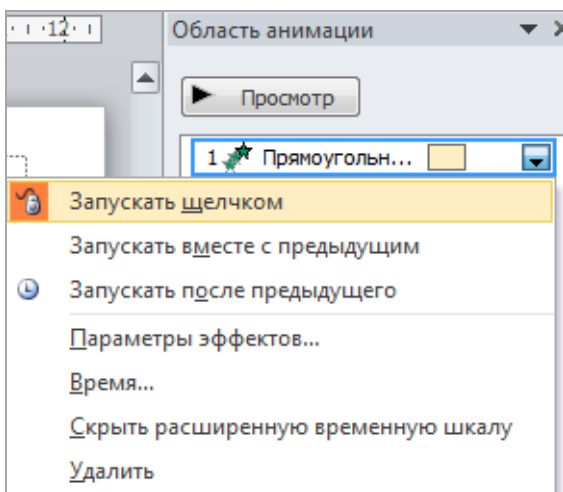 12
Область анимации
Просмотр
1 Прямоугольн...
Запускать щелчком
Запускать вместе с предыдущим
Запускать после предыдущего
Параметры эффектов...
Время...
Скрыть расширенную временную шкалу
Удалить